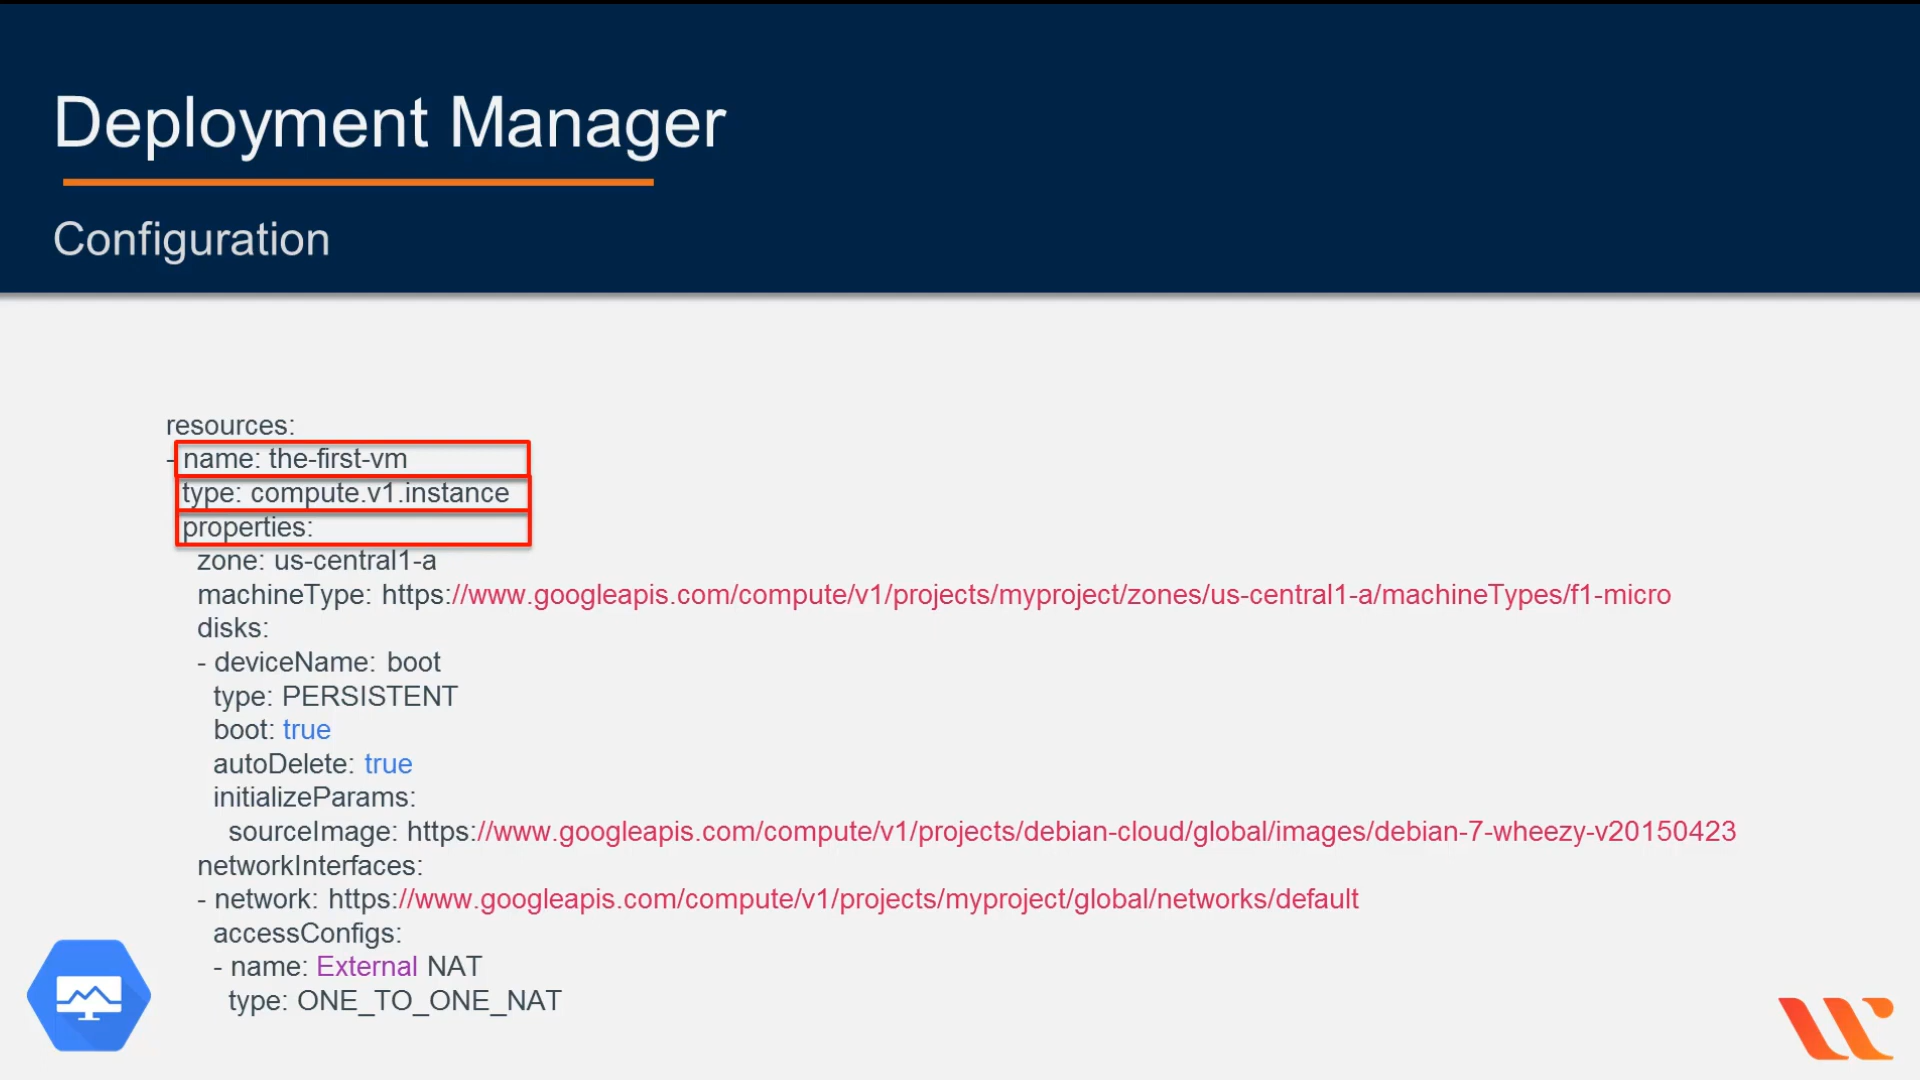 Deployment Manager
Configuration
resources:
- name: the-first-vm
type: compute.v1.instance
properties:
zone: us-central1-a
machineType: https://www.googleapis.com/compute/v1/projects/myproject/zones/us-central1-a/machineTypes/f1-micro
disks:
- deviceName: boot
type: PERSISTENT
boot: true
autoDelete: true
initializeParams:
sourceImage: https://www.googleapis.com/compute/v1/projects/debian-cloud/global/images/debian-7-wheezy-v20150423
networkInterfaces:
- network: https://www.googleapis.com/compute/v1/projects/myproject/global/networks/default
accessConfigs:
- name: External NAT
type: ONE_TO_ONE_NAT